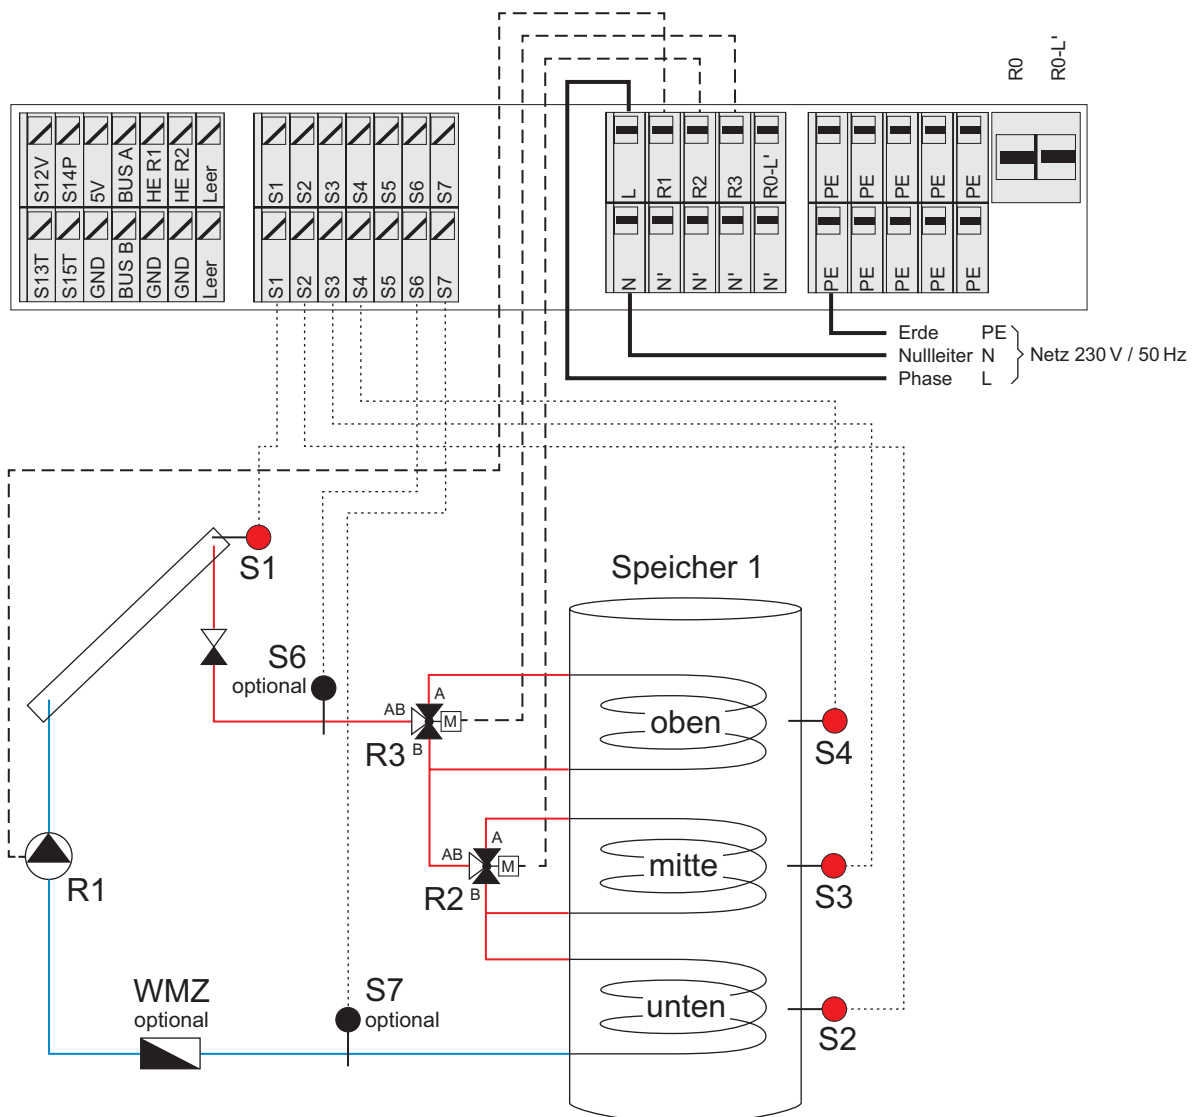 R0
R0-L'
S12V
S14P
5V
BUS A
HE R1
HE R2
Leer
S1
S2
S3
S4
S5
S6
S7
L
R1
R2
R3
R0-L'
PE
PE
PE
PE
PE
S13T
S15T
GND
BUS B
GND
GND
Leer
S1
S2
S3
S4
S5
S6
S7
N
N'
N'
N'
N'
PE
PE
PE
PE
PE
Erde PE
Nullleiter N
Phase L
Netz 230 V / 50 Hz
S1
Speicher 1
S6
optional
A
AB
M
B
R3
oben
S4
A
AB
M
B
R2
mitte
S3
R1
WMZ
optional
S7
optional
unten
S2